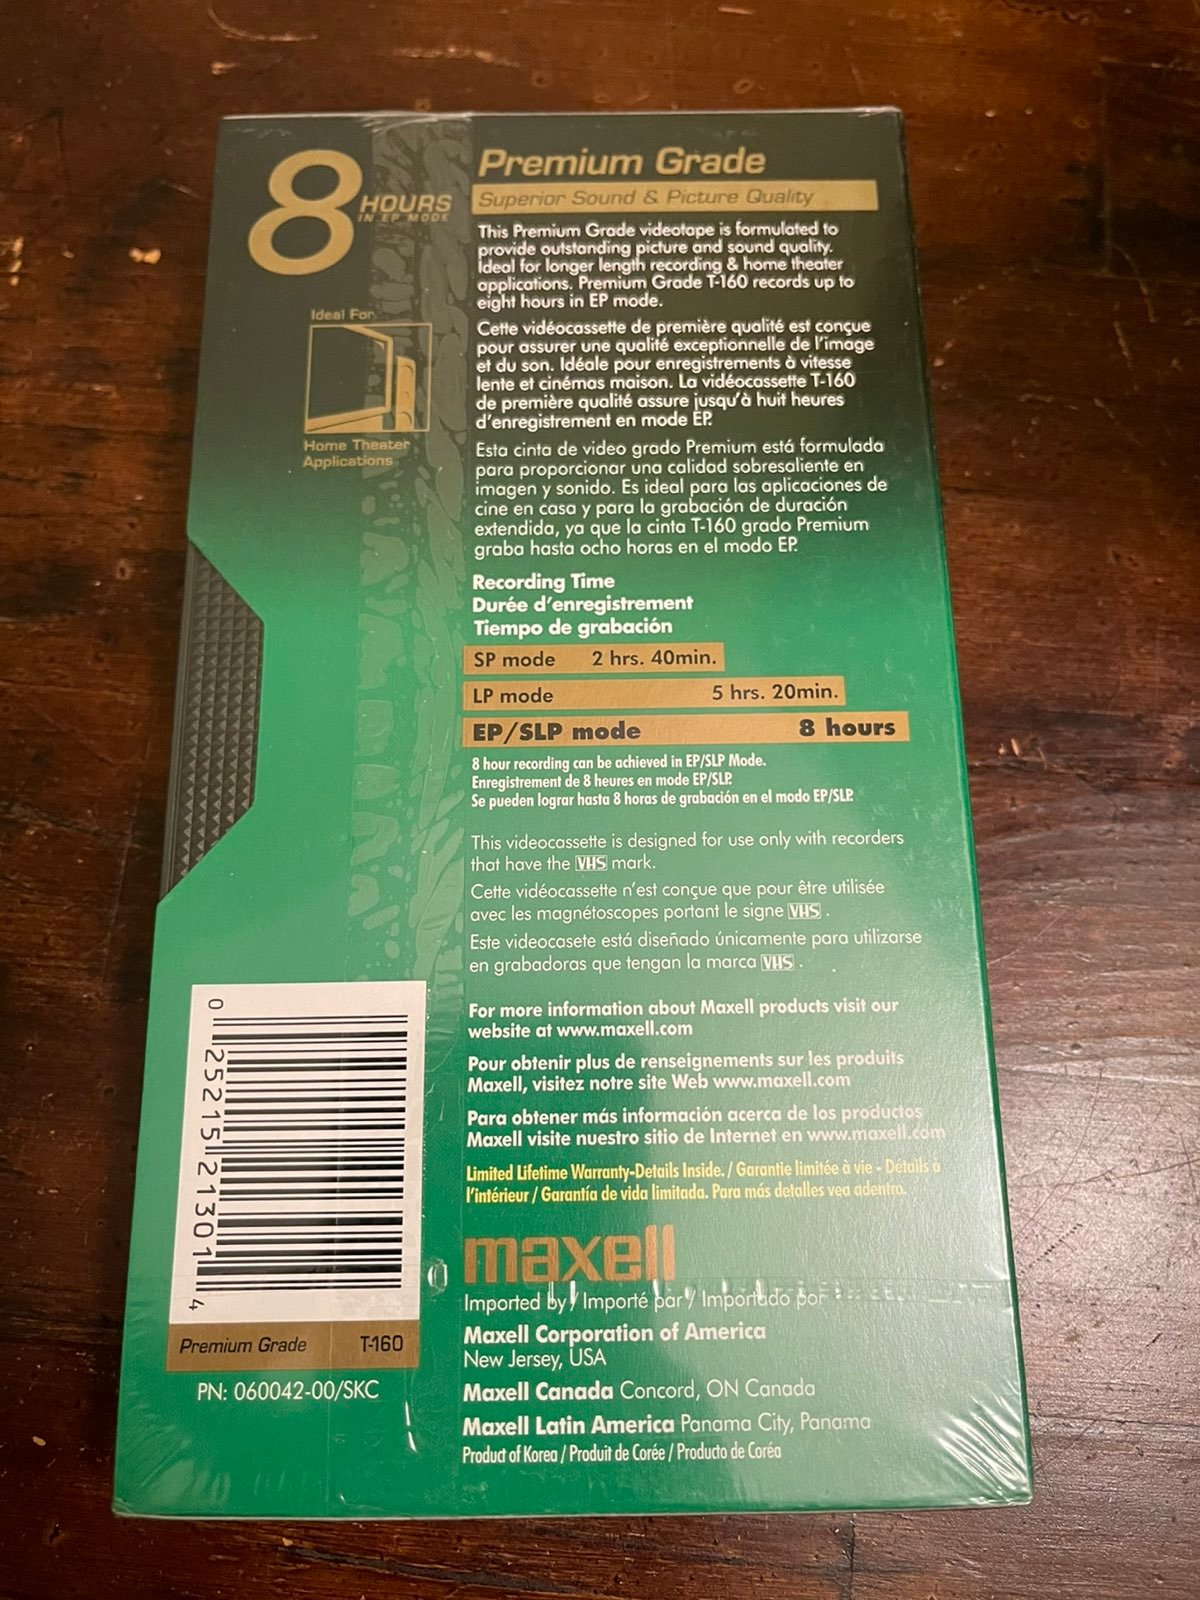 8
HOURS
IN EP MODE
Ideal For
Home Theater
Applications
Premium Grade
Superior Sound & Picture Quality
This Premium Grade videotape is formulated to
provide outstanding picture and sound quality.
Ideal for longer length recording & home theater
applications. Premium Grade T-160 records up to
eight hours in EP mode.
Cette vidéocassette de première qualité est conçue
pour assurer une qualité exceptionnelle de l'image
et du son. Idéale pour enregistrements à vitesse
lente et cinémas maison. La vidéocassette T-160
de première qualité assure jusqu'à huit heures
d'enregistrement en mode EP.
Esta cinta de video grado Premium está formulada
para proporcionar una calidad sobresaliente en
imagen y sonido. Es ideal para las aplicaciones de
cine en casa y para la grabación de duración
extendida, ya que la cinta T-160 grado Premium
graba hasta ocho horas en el modo EP.
Recording Time
Durée d'enregistrement
Tiempo de grabación
SP mode 2 hrs. 40min.
LP mode 5 hrs. 20min.
EP/SLP mode 8 hours
8 hour recording can be achieved in EP/SLP Mode.
Enregistrement de 8 heures en mode EP/SLP.
Se pueden lograr hasta 8 horas de grabación en el modo EP/SLP.
This videocassette is designed for use only with recorders
that have the VHS mark.
Cette vidéocassette n'est conçue que pour être utilisée
avec les magnétoscopes portant le signe VHS .
Este videocasete está diseñado únicamente para utilizarse
en grabadoras que tengan la marca VHS .
For more information about Maxell products visit our
website at www.maxell.com
Pour obtenir plus de renseignements sur les produits
Maxell, visitez notre site Web www.maxell.com
Para obtener más información acerca de los productos
Maxell visite nuestro sitio de Internet en www.maxell.com
Limited Lifetime Warranty-Details Inside. / Garantie limitée à vie - Détails à
l'intérieur / Garantía de vida limitada. Para más detalles vea adentro.
maxell
Imported by / Importé par / Importado por
Maxell Corporation of America
New Jersey, USA
Maxell Canada Concord, ON Canada
Maxell Latin America Panama City, Panama
Product of Korea / Produit de Corée / Producto de Coréa
0 25215 21301 4
Premium Grade T-160
PN: 060042-00/SKC